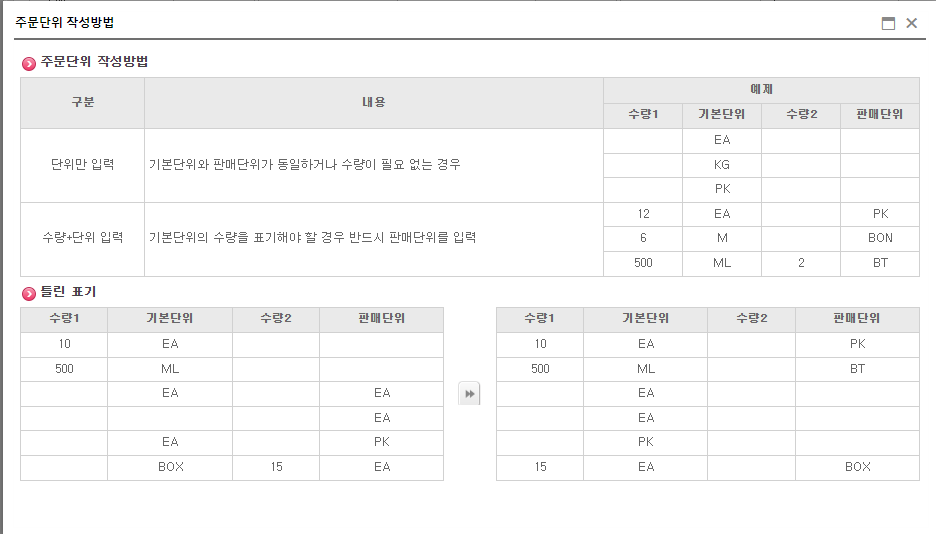 주문단위 작성방법
주문단위 작성방법
구분 내용 예제
수량1 기본단위 수량2 판매단위
단위만 입력 기본단위와 판매단위가 동일하거나 수량이 필요 없는 경우
EA
KG
PK
수량+단위 입력 기본단위의 수량을 표기해야 할 경우 반드시 판매단위를 입력
12 EA PK
6 M BON
500 ML 2 BT
틀린 표기
수량1 기본단위 수량2 판매단위 수량1 기본단위 수량2 판매단위
10 EA 10 EA PK
500 ML 500 ML BT
EA EA EA
EA EA
EA PK PK
BOX 15 EA 15 EA BOX